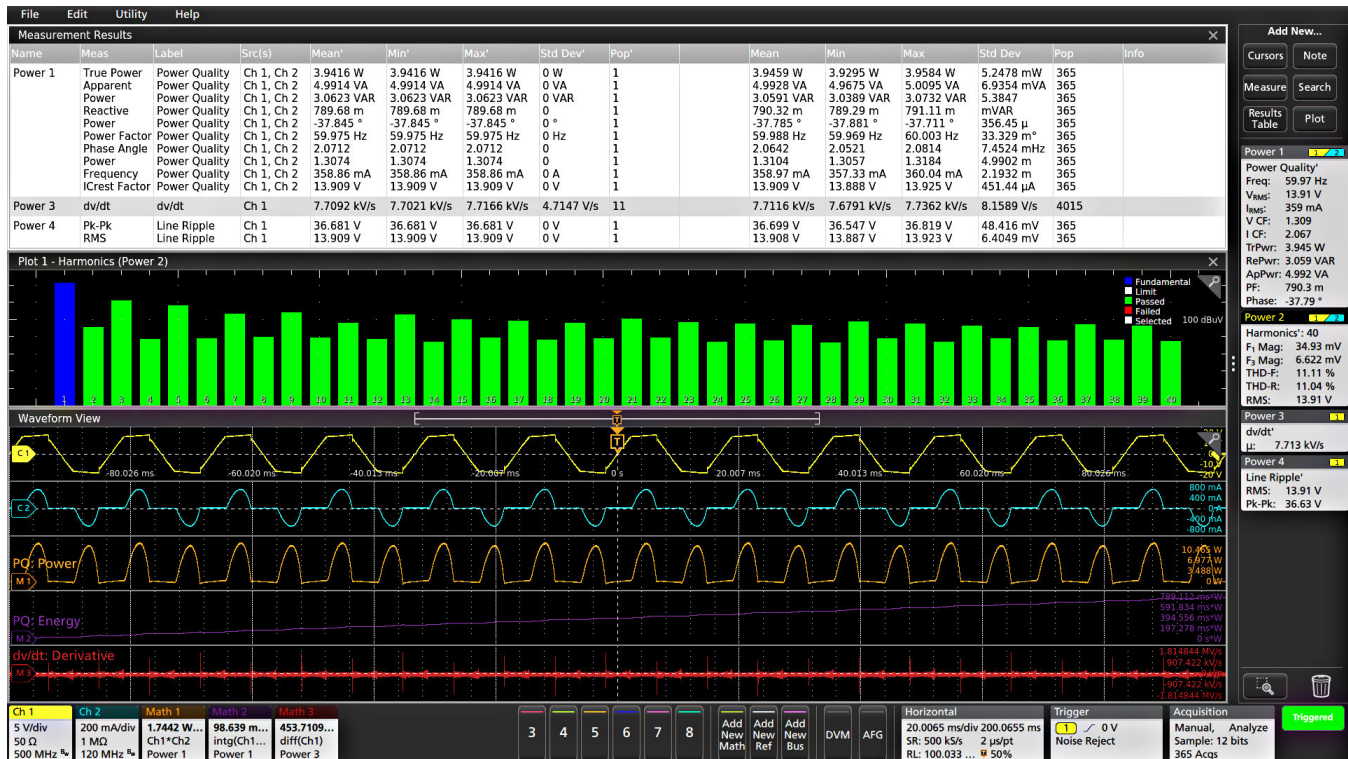 File Edit Utility Help
Measurement Results
Name Meas Label Src(s) Mean' Min' Max' Std Dev' Pop' Mean Min Max Std Dev Pop Info
Power 1 True Power Power Quality Ch 1, Ch 2 3.9416 W 3.9416 W 3.9416 W 0 W 1 3.9459 W 3.9295 W 3.9584 W 5.2478 mW 365
Apparent Power Quality Ch 1, Ch 2 4.9914 VA 4.9914 VA 4.9914 VA 0 VA 1 4.9928 VA 4.9675 VA 5.0095 VA 6.9354 mVA 365
Power Power Quality Ch 1, Ch 2 3.0623 VAR 3.0623 VAR 3.0623 VAR 0 VAR 1 3.0591 VAR 3.0389 VAR 3.0732 VAR 5.3847 365
Reactive Power Quality Ch 1, Ch 2 789.68 m 789.68 m 789.68 m 0 1 790.32 m 789.29 m 791.11 m mVAR 365
Power Power Quality Ch 1, Ch 2 -37.845 ° -37.845 ° -37.845 ° 0 ° 1 -37.785 ° -37.881 ° -37.711 ° 356.45 µ 365
Power Factor Power Quality Ch 1, Ch 2 59.975 Hz 59.975 Hz 59.975 Hz 0 Hz 1 59.988 Hz 59.969 Hz 60.003 Hz 33.329 m° 365
Phase Angle Power Quality Ch 1, Ch 2 2.0712 2.0712 2.0712 0 1 2.0642 2.0521 2.0814 7.4524 mHz 365
Power Power Quality Ch 1, Ch 2 1.3074 1.3074 1.3074 0 1 1.3104 1.3057 1.3184 4.9902 m 365
Frequency Power Quality Ch 1, Ch 2 358.86 mA 358.86 mA 358.86 mA 0 A 1 358.97 mA 357.33 mA 360.04 mA 2.1932 m 365
ICrest Factor Power Quality Ch 1, Ch 2 13.909 V 13.909 V 13.909 V 0 V 1 13.909 V 13.888 V 13.925 V 451.44 µA 365
Power 3 dv/dt dv/dt Ch 1 7.7092 kV/s 7.7021 kV/s 7.7166 kV/s 4.7147 V/s 11 7.7116 kV/s 7.6791 kV/s 7.7362 kV/s 8.1589 V/s 4015
Power 4 Pk-Pk Line Ripple Ch 1 36.681 V 36.681 V 36.681 V 0 V 1 36.699 V 36.547 V 36.819 V 48.416 mV 365
RMS Line Ripple Ch 1 13.909 V 13.909 V 13.909 V 0 V 1 13.908 V 13.887 V 13.923 V 6.4049 mV 365
Plot 1 - Harmonics (Power 2)
Fundamental
Limit
Passed
Failed
Selected
100 dBuV
1 2 3 4 5 6 7 8 9 10 11 12 13 14 15 16 17 18 19 20 21 22 23 24 25 26 27 28 29 30 31 32 33 34 35 36 37 38 39 40
Waveform View
T
T
C 1
-20 V
-80.026 ms -60.020 ms -40.013 ms -20.007 ms 0 s 20.007 ms 40.013 ms 60.020 ms 80.026 ms
C 2
800 mA
400 mA
0 A
-400 mA
-800 mA
PQ: Power
M 1
10.465 W
6.977 W
3.488 W
0 W
PQ: Energy
M 2
789.112 ms*W
591.834 ms*W
394.556 ms*W
197.278 ms*W
0 s*W
dv/dt: Derivative
M 3
1.814844 MV/s
907.422 kV/s
-907.422 kV/s
-1.814844 MV/s
Ch 1
5 V/div
50 Ω
500 MHz Bw
Ch 2
200 mA/div
1 MΩ
120 MHz Bw
Math 1
1.7442 W...
Ch1*Ch2
Power 1
Math 2
98.639 m...
intg(Ch1...
Power 1
Math 3
453.7109...
diff(Ch1)
Power 3
3 4 5 6 7 8
Add New Math
Add New Ref
Add New Bus
DVM
AFG
Horizontal
20.0065 ms/div 200.0655 ms
SR: 500 kS/s 2 µs/pt
RL: 100.033 ... 50%
Trigger
1 0 V
Noise Reject
Acquisition
Manual, Analyze
Sample: 12 bits
365 Acqs
Triggered
Add New...
Cursors Note
Measure Search
Results Table
Plot
Power 1 1 / 2
Power Quality'
Freq: 59.97 Hz
VRMS: 13.91 V
IRMS: 359 mA
V CF: 1.309
I CF: 2.067
TrPwr: 3.945 W
RePwr: 3.059 VAR
ApPwr: 4.992 VA
PF: 790.3 m
Phase: -37.79 °
Power 2 1 / 2
Harmonics': 40
F1 Mag: 34.93 mV
F3 Mag: 6.622 mV
THD-F: 11.11 %
THD-R: 11.04 %
RMS: 13.91 V
Power 3 1
dv/dt'
µ: 7.713 kV/s
Power 4 1
Line Ripple'
RMS: 13.91 V
Pk-Pk: 36.63 V